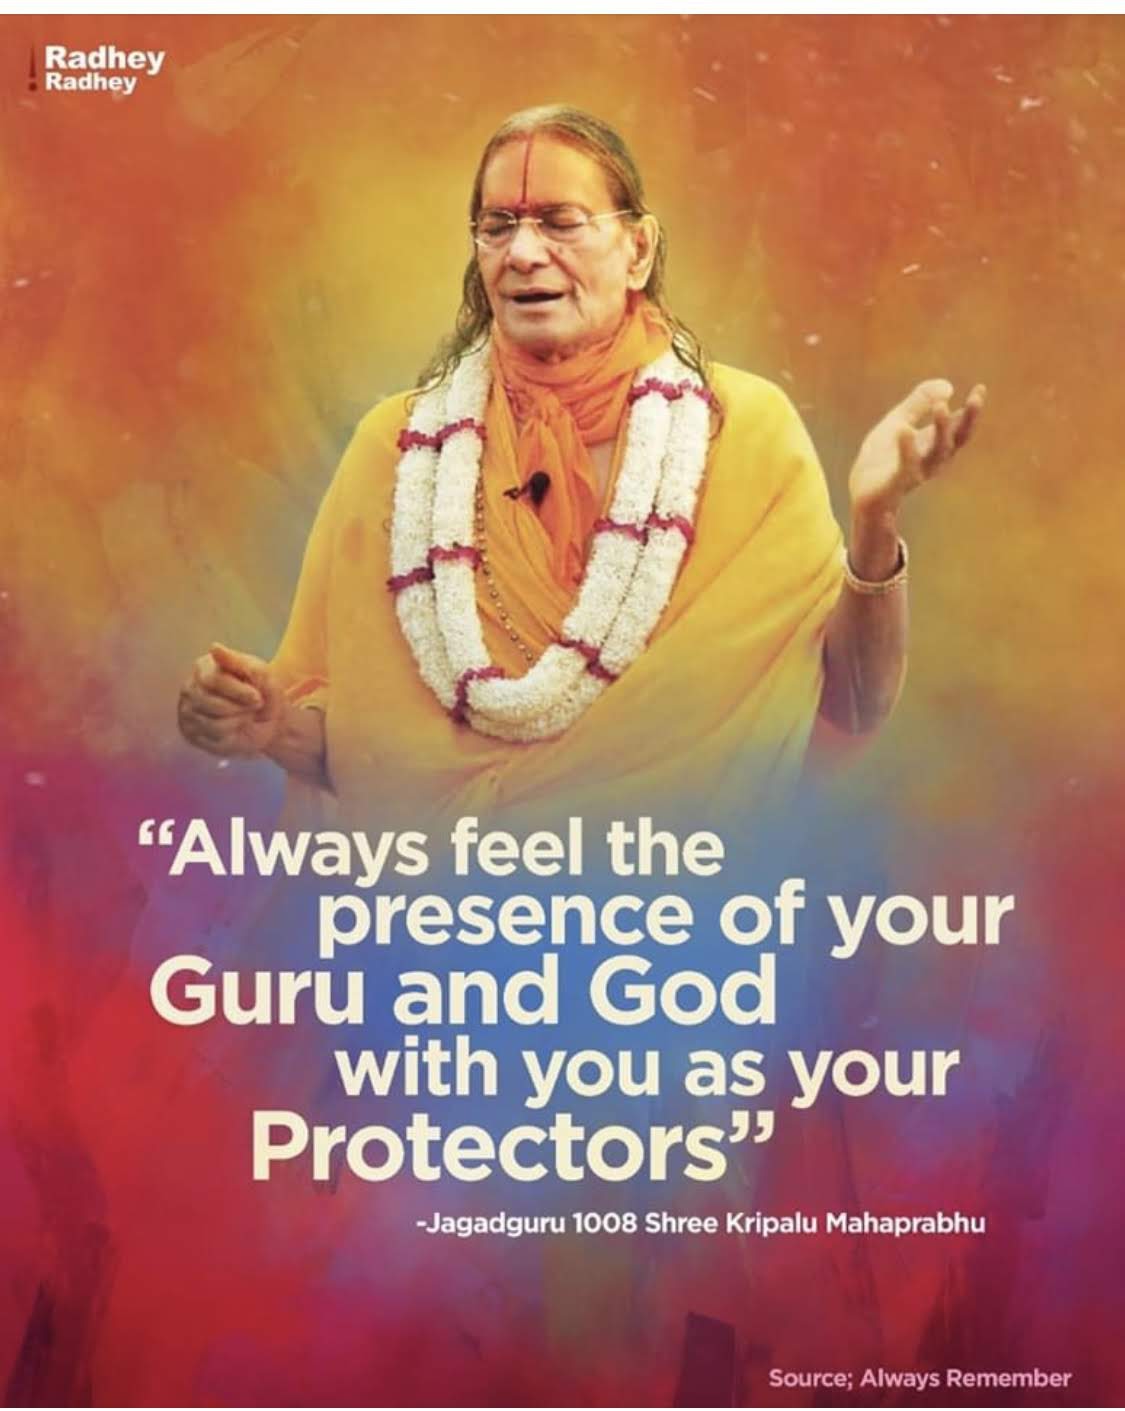 Radhey
Radhey
“Always feel the
presence of your
Guru and God
with you as your
Protectors”
-Jagadguru 1008 Shree Kripalu Mahaprabhu
Source; Always Remember